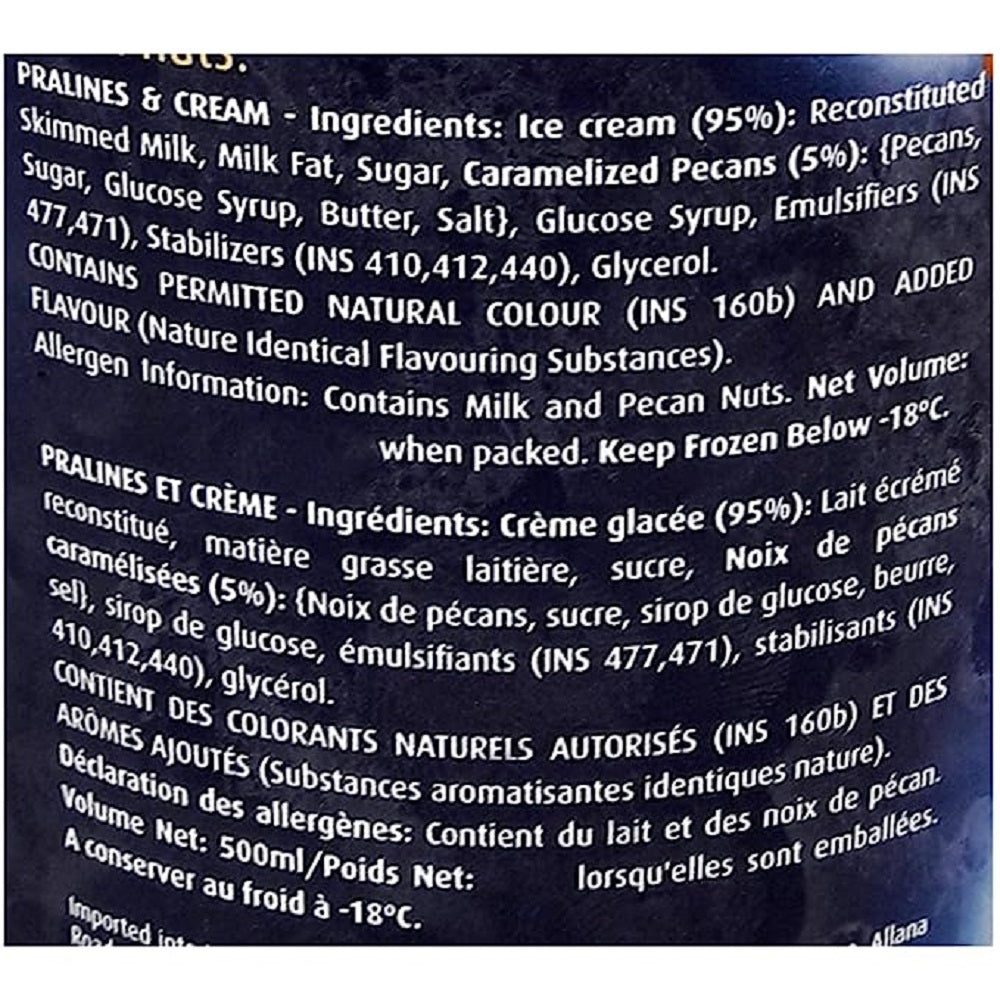 nuts.
PRALINES & CREAM - Ingredients: Ice cream (95%): Reconstituted
Skimmed Milk, Milk Fat, Sugar, Caramelized Pecans (5%): {Pecans,
Sugar, Glucose Syrup, Butter, Salt}, Glucose Syrup, Emulsifiers (INS
477,471), Stabilizers (INS 410,412,440), Glycerol.
CONTAINS PERMITTED NATURAL COLOUR (INS 160b) AND ADDED
FLAVOUR (Nature Identical Flavouring Substances).
Allergen Information: Contains Milk and Pecan Nuts. Net Volume:
when packed. Keep Frozen Below -18ºC.
PRALINES ET CRÈME - Ingrédients: Crème glacée (95%): Lait écrémé
reconstitué, matière grasse laitière, sucre, Noix de pécans
caramélisées (5%): {Noix de pécans, sucre, sirop de glucose, beurre,
sel}, sirop de glucose, émulsifiants (INS 477,471), stabilisants (INS
410,412,440), glycérol.
CONTIENT DES COLORANTS NATURELS AUTORISÉS (INS 160b) ET DES
ARÔMES AJOUTÉS (Substances aromatisantes identiques nature).
Déclaration des allergènes: Contient du lait et des noix de pécan.
Volume Net: 500ml/Poids Net: lorsqu'elles sont emballées.
A conserver au froid à -18ºC.
Imported Allana